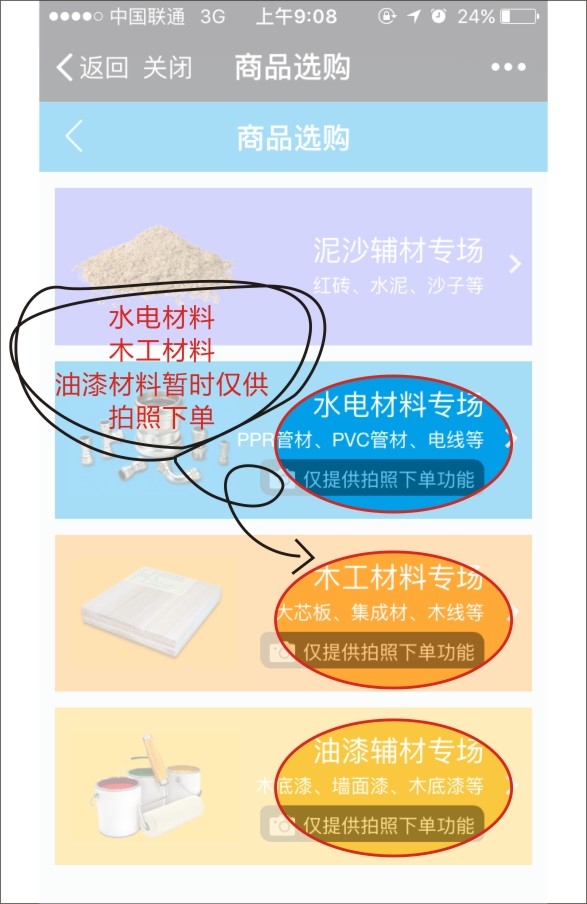 中国联通 3G 上午9:08 24%
返回 关闭 商品选购
商品选购
泥沙辅材专场
红砖、水泥、沙子等
水电材料
木工材料
油漆材料暂时仅供
拍照下单
水电材料专场
PPR管材、PVC管材、电线等
仅提供拍照下单功能
木工材料专场
大芯板、集成材、木线等
仅提供拍照下单功能
油漆辅材专场
木底漆、墙面漆、木底漆等
仅提供拍照下单功能